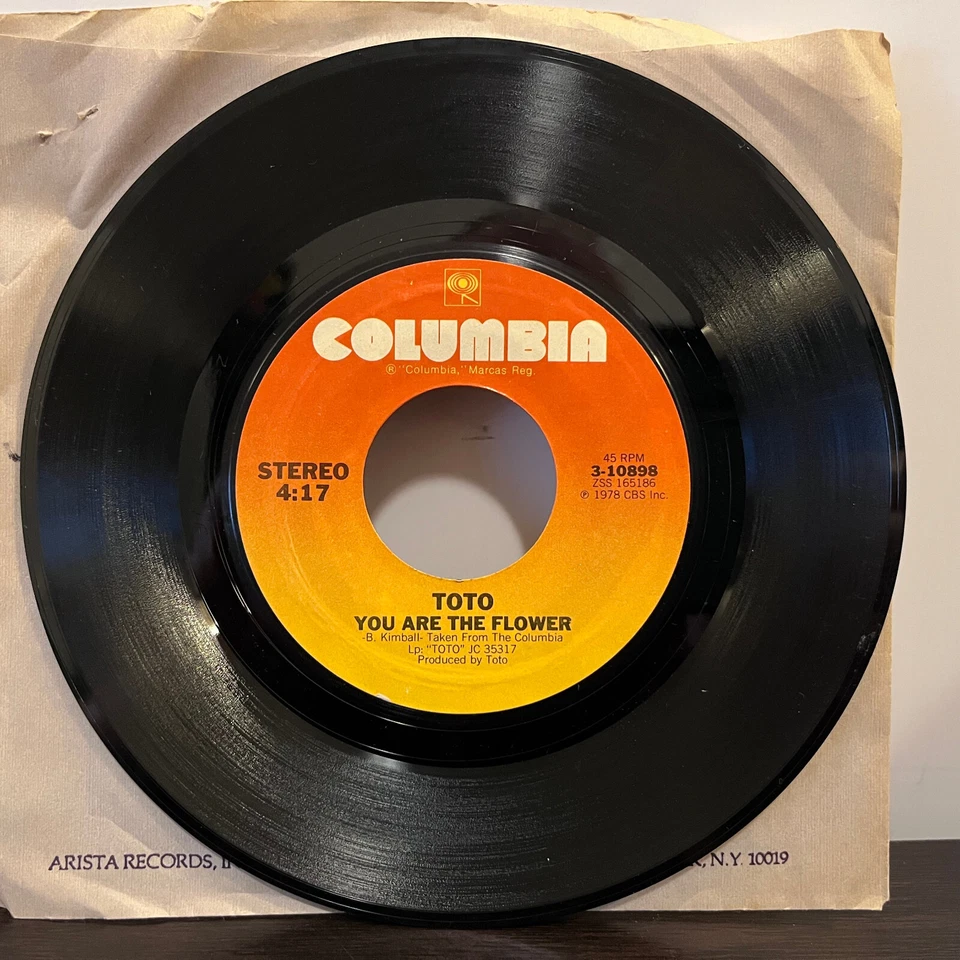 COLUMBIA
® "Columbia," Marcas Reg.
STEREO
4:17
45 RPM
3-10898
ZSS 165186
℗ 1978 CBS Inc.
TOTO
YOU ARE THE FLOWER
-B. Kimball- Taken From The Columbia
Lp: "TOTO" JC 35317
Produced by Toto
ARISTA RECORDS, N.Y. 10019